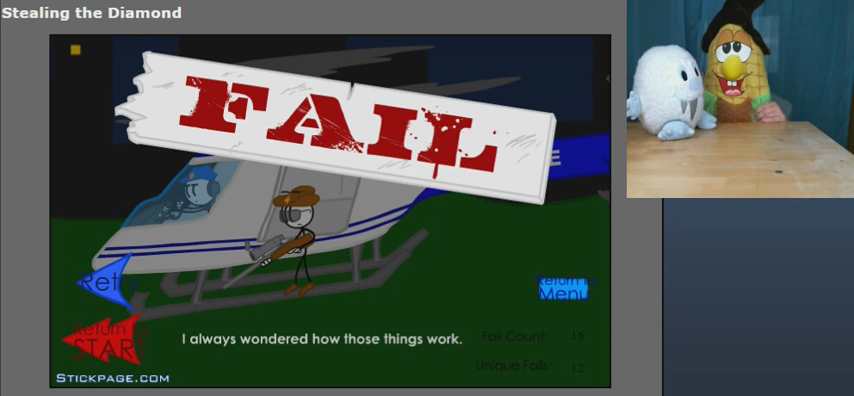 Stealing the Diamond
FAIL
E
Retry
Return to
Menu
Return to
START
I always wondered how those things work.
Fail Count: 16
Unique Fails: 12
STICKPAGE.COM